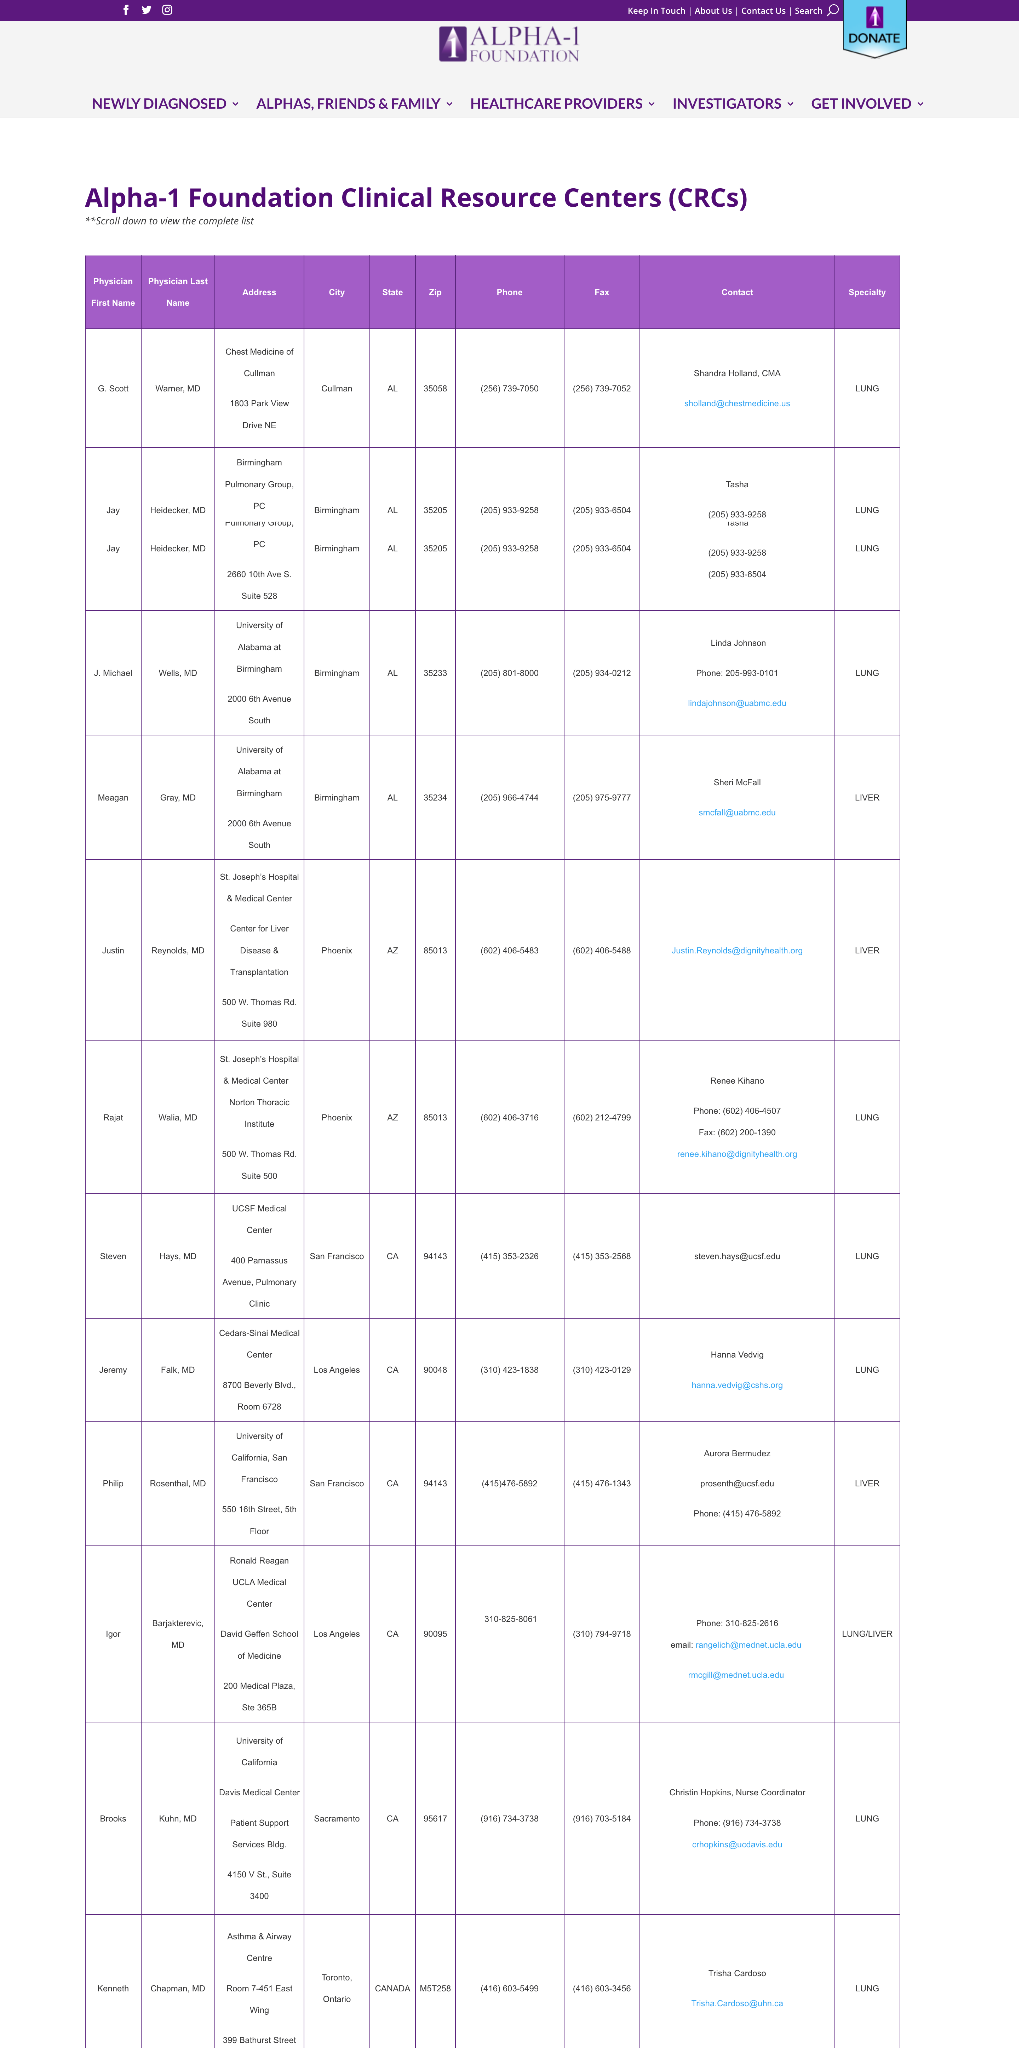 Keep In Touch | About Us | Contact Us | Search
DONATE
ALPHA-1
FOUNDATION
NEWLY DIAGNOSED ALPHAS, FRIENDS & FAMILY HEALTHCARE PROVIDERS INVESTIGATORS GET INVOLVED
Alpha-1 Foundation Clinical Resource Centers (CRCs)
**Scroll down to view the complete list
Physician First Name Physician Last Name Address City State Zip Phone Fax Contact Specialty
G. Scott
Warner, MD
Chest Medicine of
Cullman
1803 Park View
Drive NE
Cullman
AL
35058
(256) 739-7050
(256) 739-7052
Shandra Holland, CMA
sholland@chestmedicine.us
LUNG
Jay
Heidecker, MD
Birmingham
Pulmonary Group,
PC
Birmingham
AL
35205
(205) 933-9258
(205) 933-6504
Tasha
(205) 933-9258
LUNG
Jay
Heidecker, MD
Pulmonary Group,
PC
2660 10th Ave S.
Suite 528
Birmingham
AL
35205
(205) 933-9258
(205) 933-6504
Tasha
(205) 933-9258
(205) 933-6504
LUNG
J. Michael
Wells, MD
University of
Alabama at
Birmingham
2000 6th Avenue
South
Birmingham
AL
35233
(205) 801-8000
(205) 934-0212
Linda Johnson
Phone: 205-993-0101
lindajohnson@uabmc.edu
LUNG
Meagan
Gray, MD
University of
Alabama at
Birmingham
2000 6th Avenue
South
Birmingham
AL
35234
(205) 966-4744
(205) 975-9777
Sheri McFall
smcfall@uabmc.edu
LIVER
Justin
Reynolds, MD
St. Joseph's Hospital
& Medical Center
Center for Liver
Disease &
Transplantation
500 W. Thomas Rd.
Suite 980
Phoenix
AZ
85013
(602) 406-5483
(602) 406-5488
Justin.Reynolds@dignityhealth.org
LIVER
Rajat
Walia, MD
St. Joseph's Hospital
& Medical Center
Norton Thoracic
Institute
500 W. Thomas Rd.
Suite 500
Phoenix
AZ
85013
(602) 406-3716
(602) 212-4799
Renee Kihano
Phone: (602) 406-4507
Fax: (602) 200-1390
renee.kihano@dignityhealth.org
LUNG
Steven
Hays, MD
UCSF Medical
Center
400 Parnassus
Avenue, Pulmonary
Clinic
San Francisco
CA
94143
(415) 353-2326
(415) 353-2568
steven.hays@ucsf.edu
LUNG
Jeremy
Falk, MD
Cedars-Sinai Medical
Center
8700 Beverly Blvd.,
Room 6728
Los Angeles
CA
90048
(310) 423-1838
(310) 423-0129
Hanna Vedvig
hanna.vedvig@cshs.org
LUNG
Philip
Rosenthal, MD
University of
California, San
Francisco
550 16th Street, 5th
Floor
San Francisco
CA
94143
(415)476-5892
(415) 476-1343
Aurora Bermudez
prosenth@ucsf.edu
Phone: (415) 476-5892
LIVER
Igor
Barjakterevic,
MD
Ronald Reagan
UCLA Medical
Center
David Geffen School
of Medicine
200 Medical Plaza,
Ste 365B
Los Angeles
CA
90095
310-825-8061
(310) 794-9718
Phone: 310-825-2616
email: rangelich@mednet.ucla.edu
rmcgill@mednet.ucla.edu
LUNG/LIVER
Brooks
Kuhn, MD
University of
California
Davis Medical Center
Patient Support
Services Bldg.
4150 V St., Suite
3400
Sacramento
CA
95617
(916) 734-3738
(916) 703-5184
Christin Hopkins, Nurse Coordinator
Phone: (916) 734-3738
crhopkins@ucdavis.edu
LUNG
Kenneth
Chapman, MD
Asthma & Airway
Centre
Room 7-451 East
Wing
399 Bathurst Street
Toronto,
Ontario
CANADA
M5T258
(416) 603-5499
(416) 603-3456
Trisha Cardoso
Trisha.Cardoso@uhn.ca
LUNG